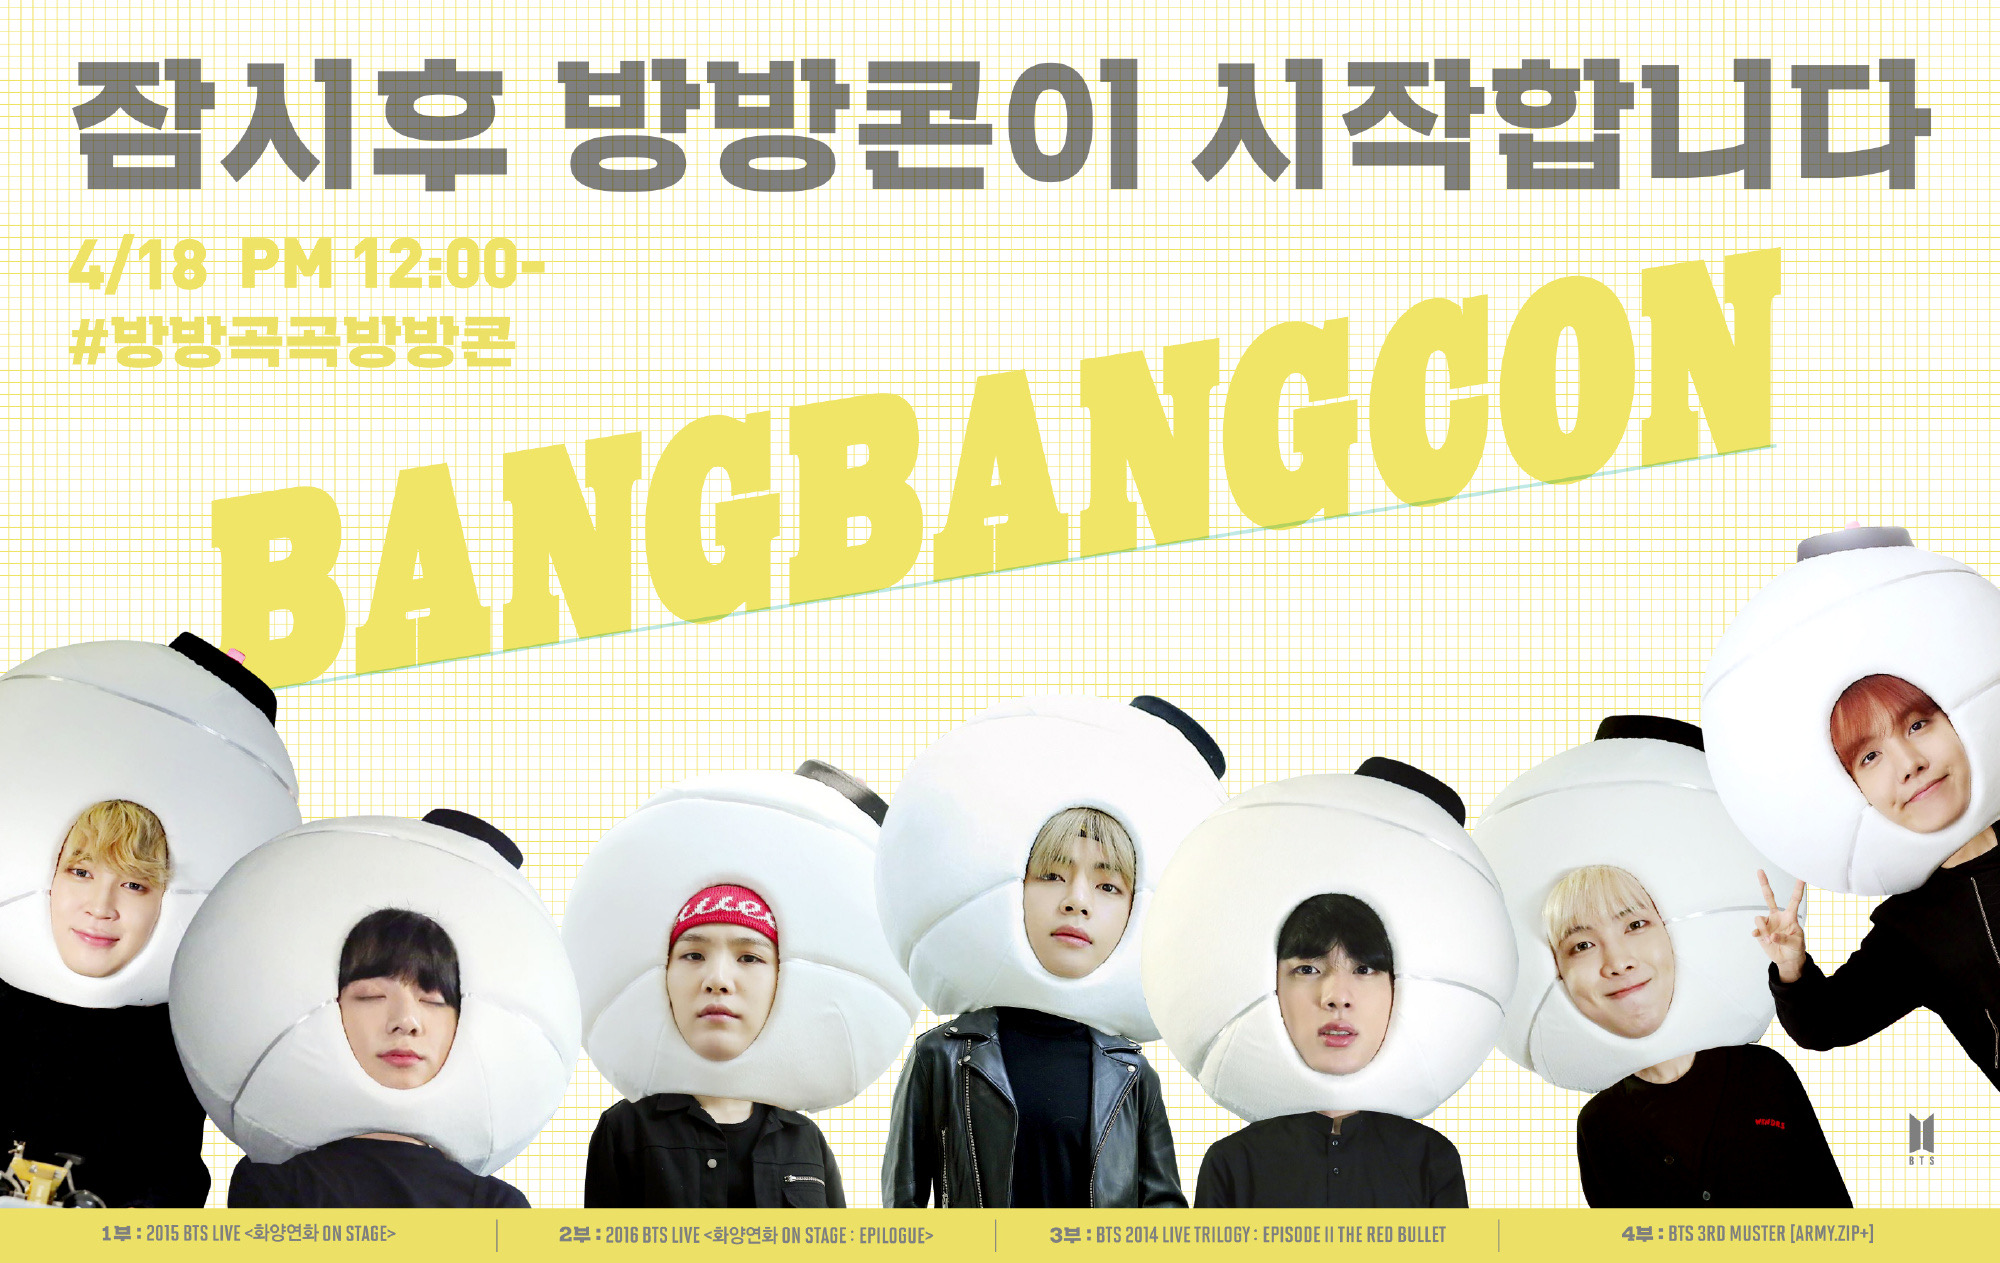 잠시후 방방콘이 시작합니다
4/18 PM 12:00-
#방방곡곡방방콘
BANGBANGCON
WINDSS
BTS
1부 : 2015 BTS LIVE <화양연화 ON STAGE>
2부 : 2016 BTS LIVE <화양연화 ON STAGE : EPILOGUE>
3부 : BTS 2014 LIVE TRILOGY : EPISODE II THE RED BULLET
4부 : BTS 3RD MUSTER [ARMY.ZIP+]